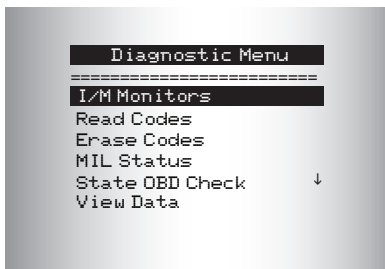 Diagnostic Menu
==========================
I/M Monitors
Read Codes
Erase Codes
MIL Status
State OBD Check ↓
View Data